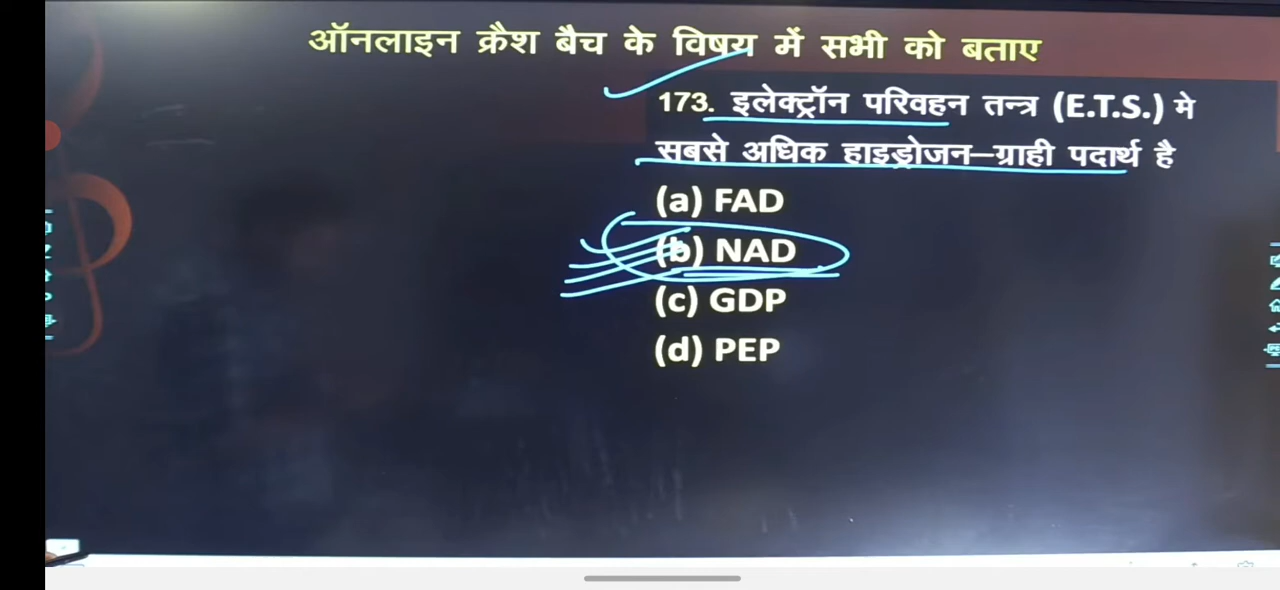 ऑनलाइन क्रैश बैच के विषय में सभी को बताए
173. इलेक्ट्रॉन परिवहन तन्त्र (E.T.S.) मे
सबसे अधिक हाइड्रोजन–ग्राही पदार्थ है
(a) FAD
(b) NAD
(c) GDP
(d) PEP